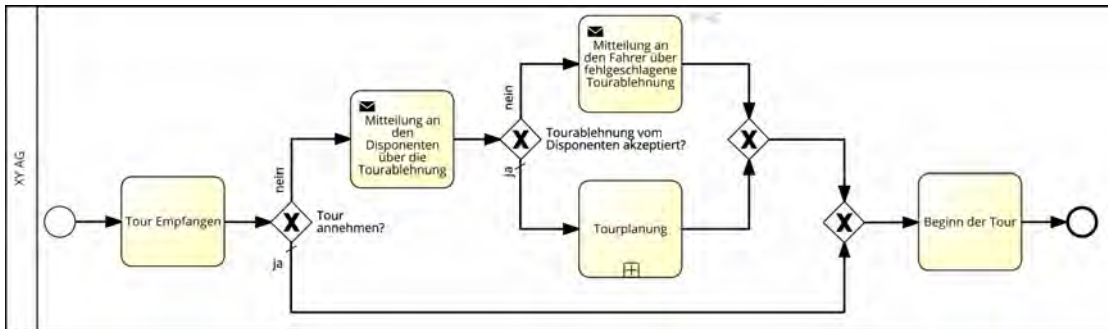 XY AG
Tour Empfangen
Tour
annehmen?
nein
ja
Mitteilung an
den
Disponenten
über die
Tourablehnung
Tourablehnung vom
Disponenten akzeptiert?
nein
ja
Mitteilung an
den Fahrer über
fehlgeschlagene
Tourablehnung
Tourplanung
Beginn der Tour